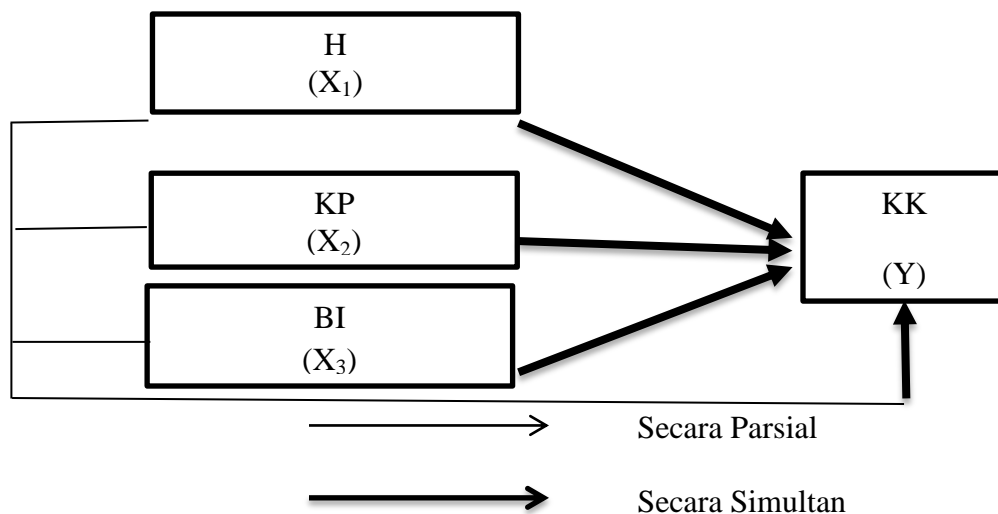 H
(X₁)
KP
(X₂)
BI
(X₃)
KK
(Y)
Secara Parsial
Secara Simultan